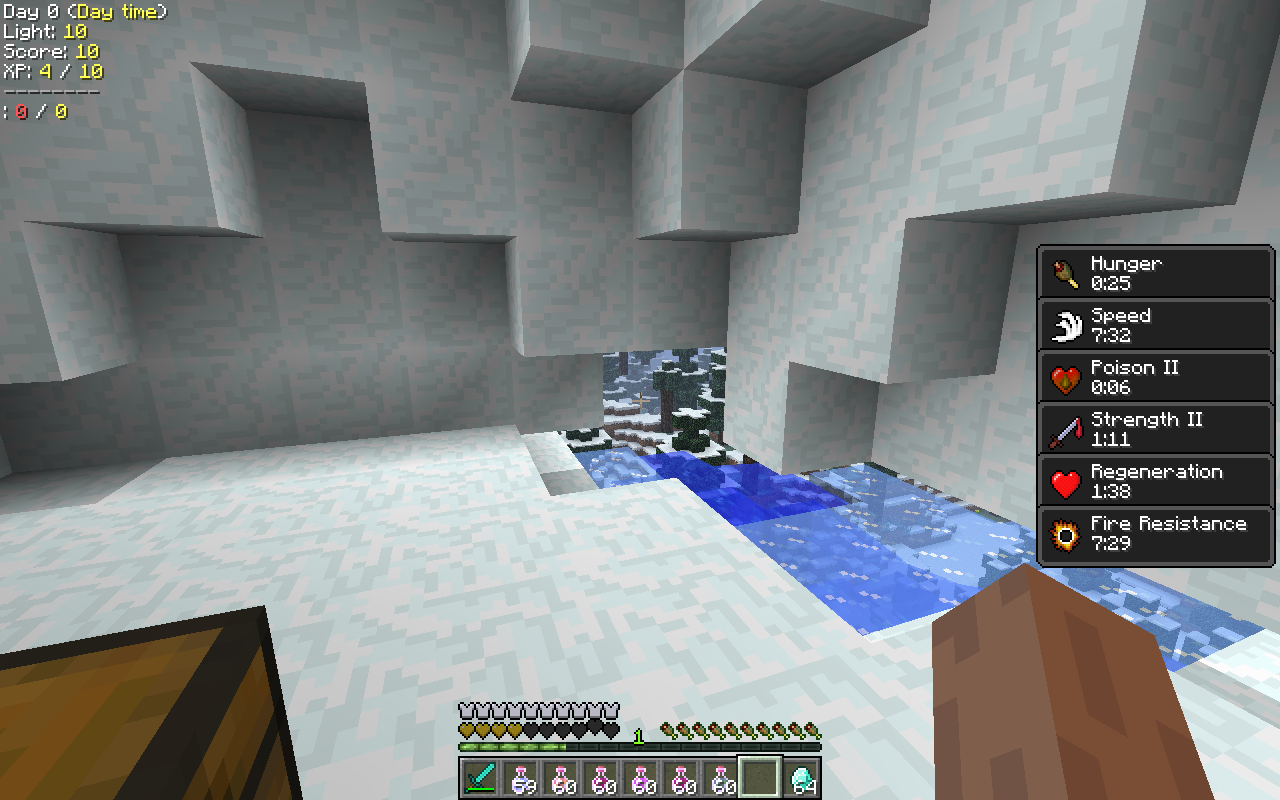 Day 0 (Day time)
Light: 10
Score: 10
XP: 4 / 10
--------
: 0 / 0
Hunger
0:25
Speed
7:32
Poison II
0:06
Strength II
1:11
Regeneration
1:38
Fire Resistance
7:29
1
60 60 60 60 64